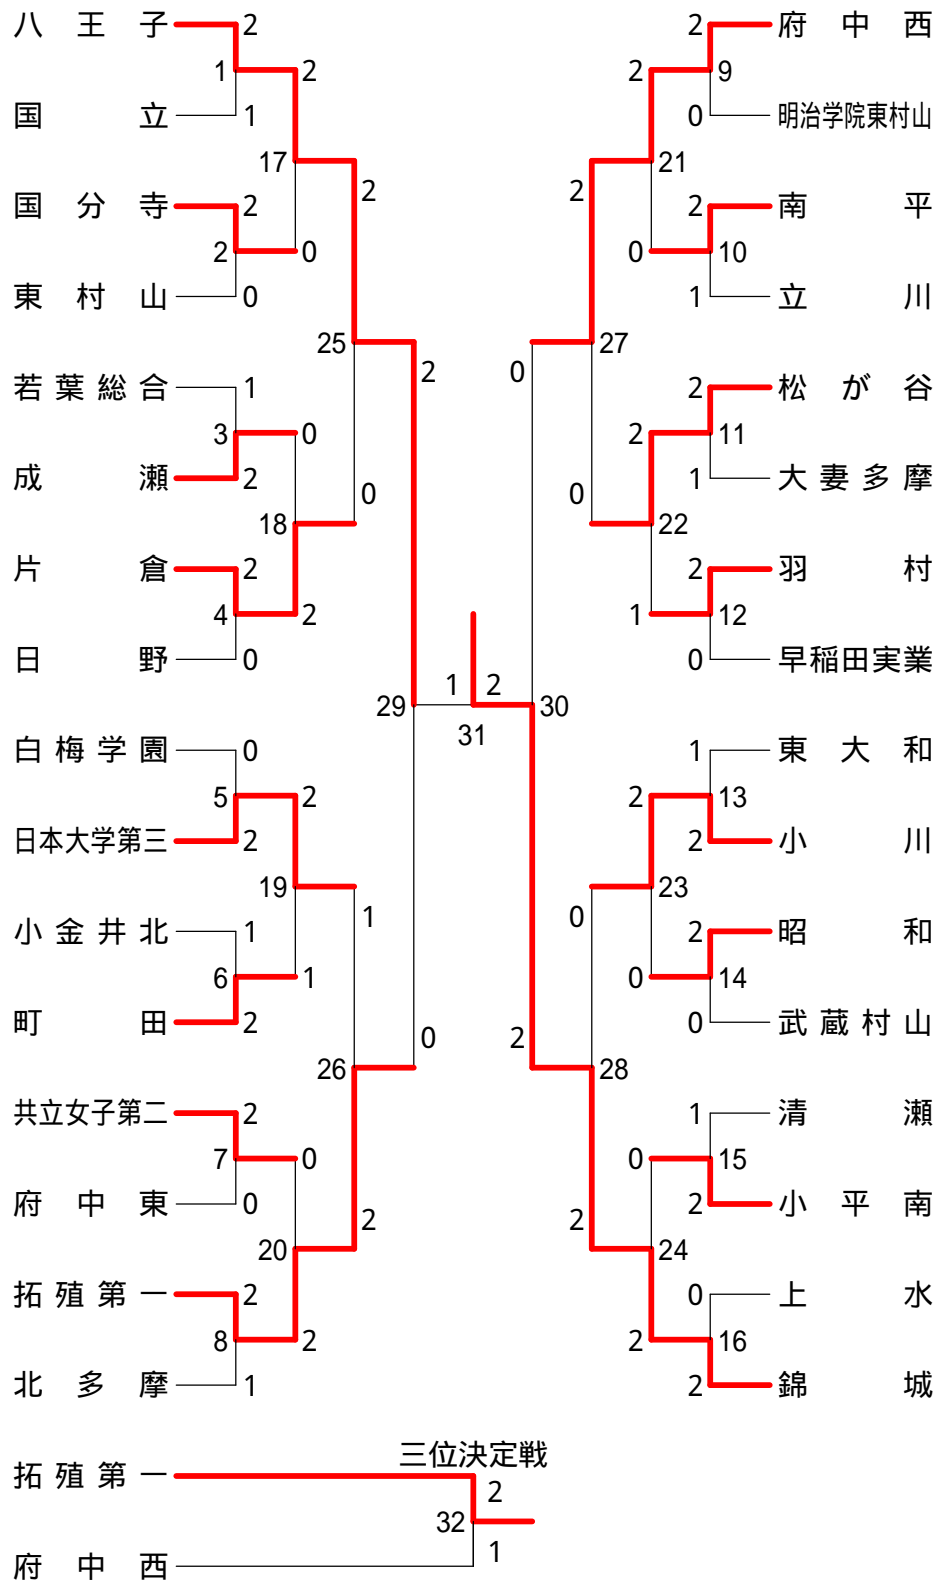 八王子 2 2 府中西
1 2 2 9
国立 1 0 明治学院東村山
17 21
国分寺 2 2 2 2 南平
2 0 0 10
東村山 0 1 立川
25 27
若葉総合 1 2 0 2 松が谷
3 0 2 11
成瀬 2 1 大妻多摩
18 0 0 22
片倉 2 2 羽村
4 2 1 12
日野 0 0 早稲田実業
1 2
29 30
31
白梅学園 0 1 東大和
5 2 2 13
日本大学第三 2 2 小川
19 23
小金井北 1 1 0 2 昭和
6 1 0 14
町田 2 0 武蔵村山
0 2
26 28
共立女子第二 2 1 清瀬
7 0 0 15
府中東 0 2 小平南
2 2
20 24
拓殖第一 2 0 上水
8 2 2 16
北多摩 1 2 錦城
三位決定戦
拓殖第一 2
32
府中西 1